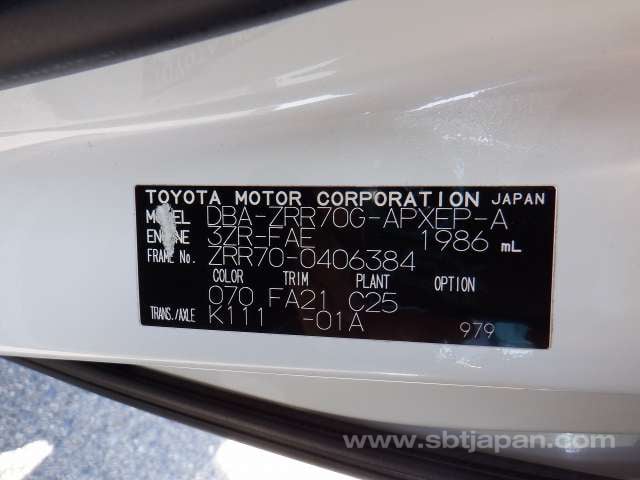 TOYOTA MOTOR CORPORATION JAPAN
MODEL DBA-ZRR70G-APXEP-A
ENGINE 3ZR-FAE 1986 mL
FRAME No. ZRR70-0406384
COLOR TRIM PLANT OPTION
070 FA21 C25
TRANS./AXLE K111 -01A 979
www.sbtjapan.com